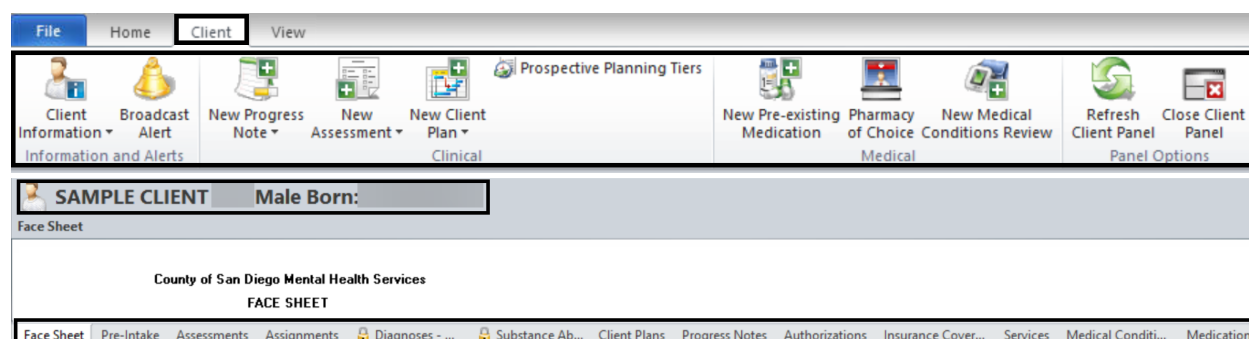 File Home Client View
Prospective Planning Tiers
Client Broadcast New Progress New New Client New Pre-existing Pharmacy New Medical Refresh Close Client
Information Alert Note Assessment Plan Medication of Choice Conditions Review Client Panel Panel
Information and Alerts Clinical Medical Panel Options
SAMPLE CLIENT Male Born:
Face Sheet
County of San Diego Mental Health Services
FACE SHEET
Face Sheet Pre-Intake Assessments Assignments Diagnoses - ... Substance Ab... Client Plans Progress Notes Authorizations Insurance Cover... Services Medical Conditi... Medication